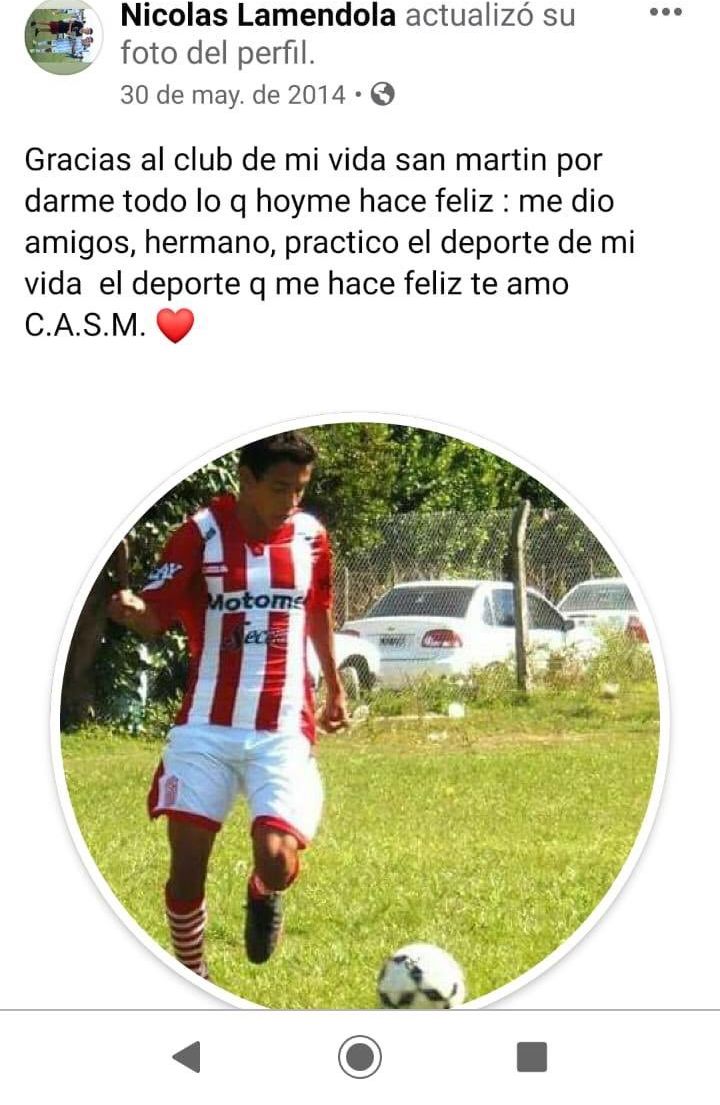 Nicolas Lamendola actualizó su
foto del perfil.
30 de may. de 2014 •
Gracias al club de mi vida san martin por
darme todo lo q hoyme hace feliz : me dio
amigos, hermano, practico el deporte de mi
vida  el deporte q me hace feliz te amo
C.A.S.M. ❤️
Motome